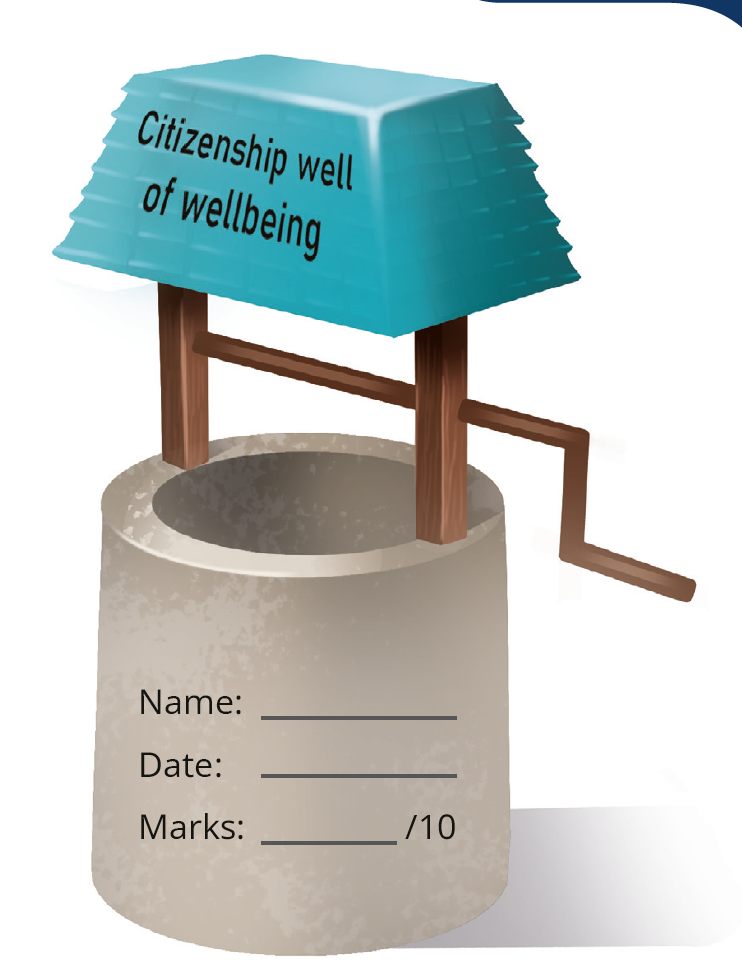 Citizenship well
of wellbeing
Name: 
Date: 
Marks: /10